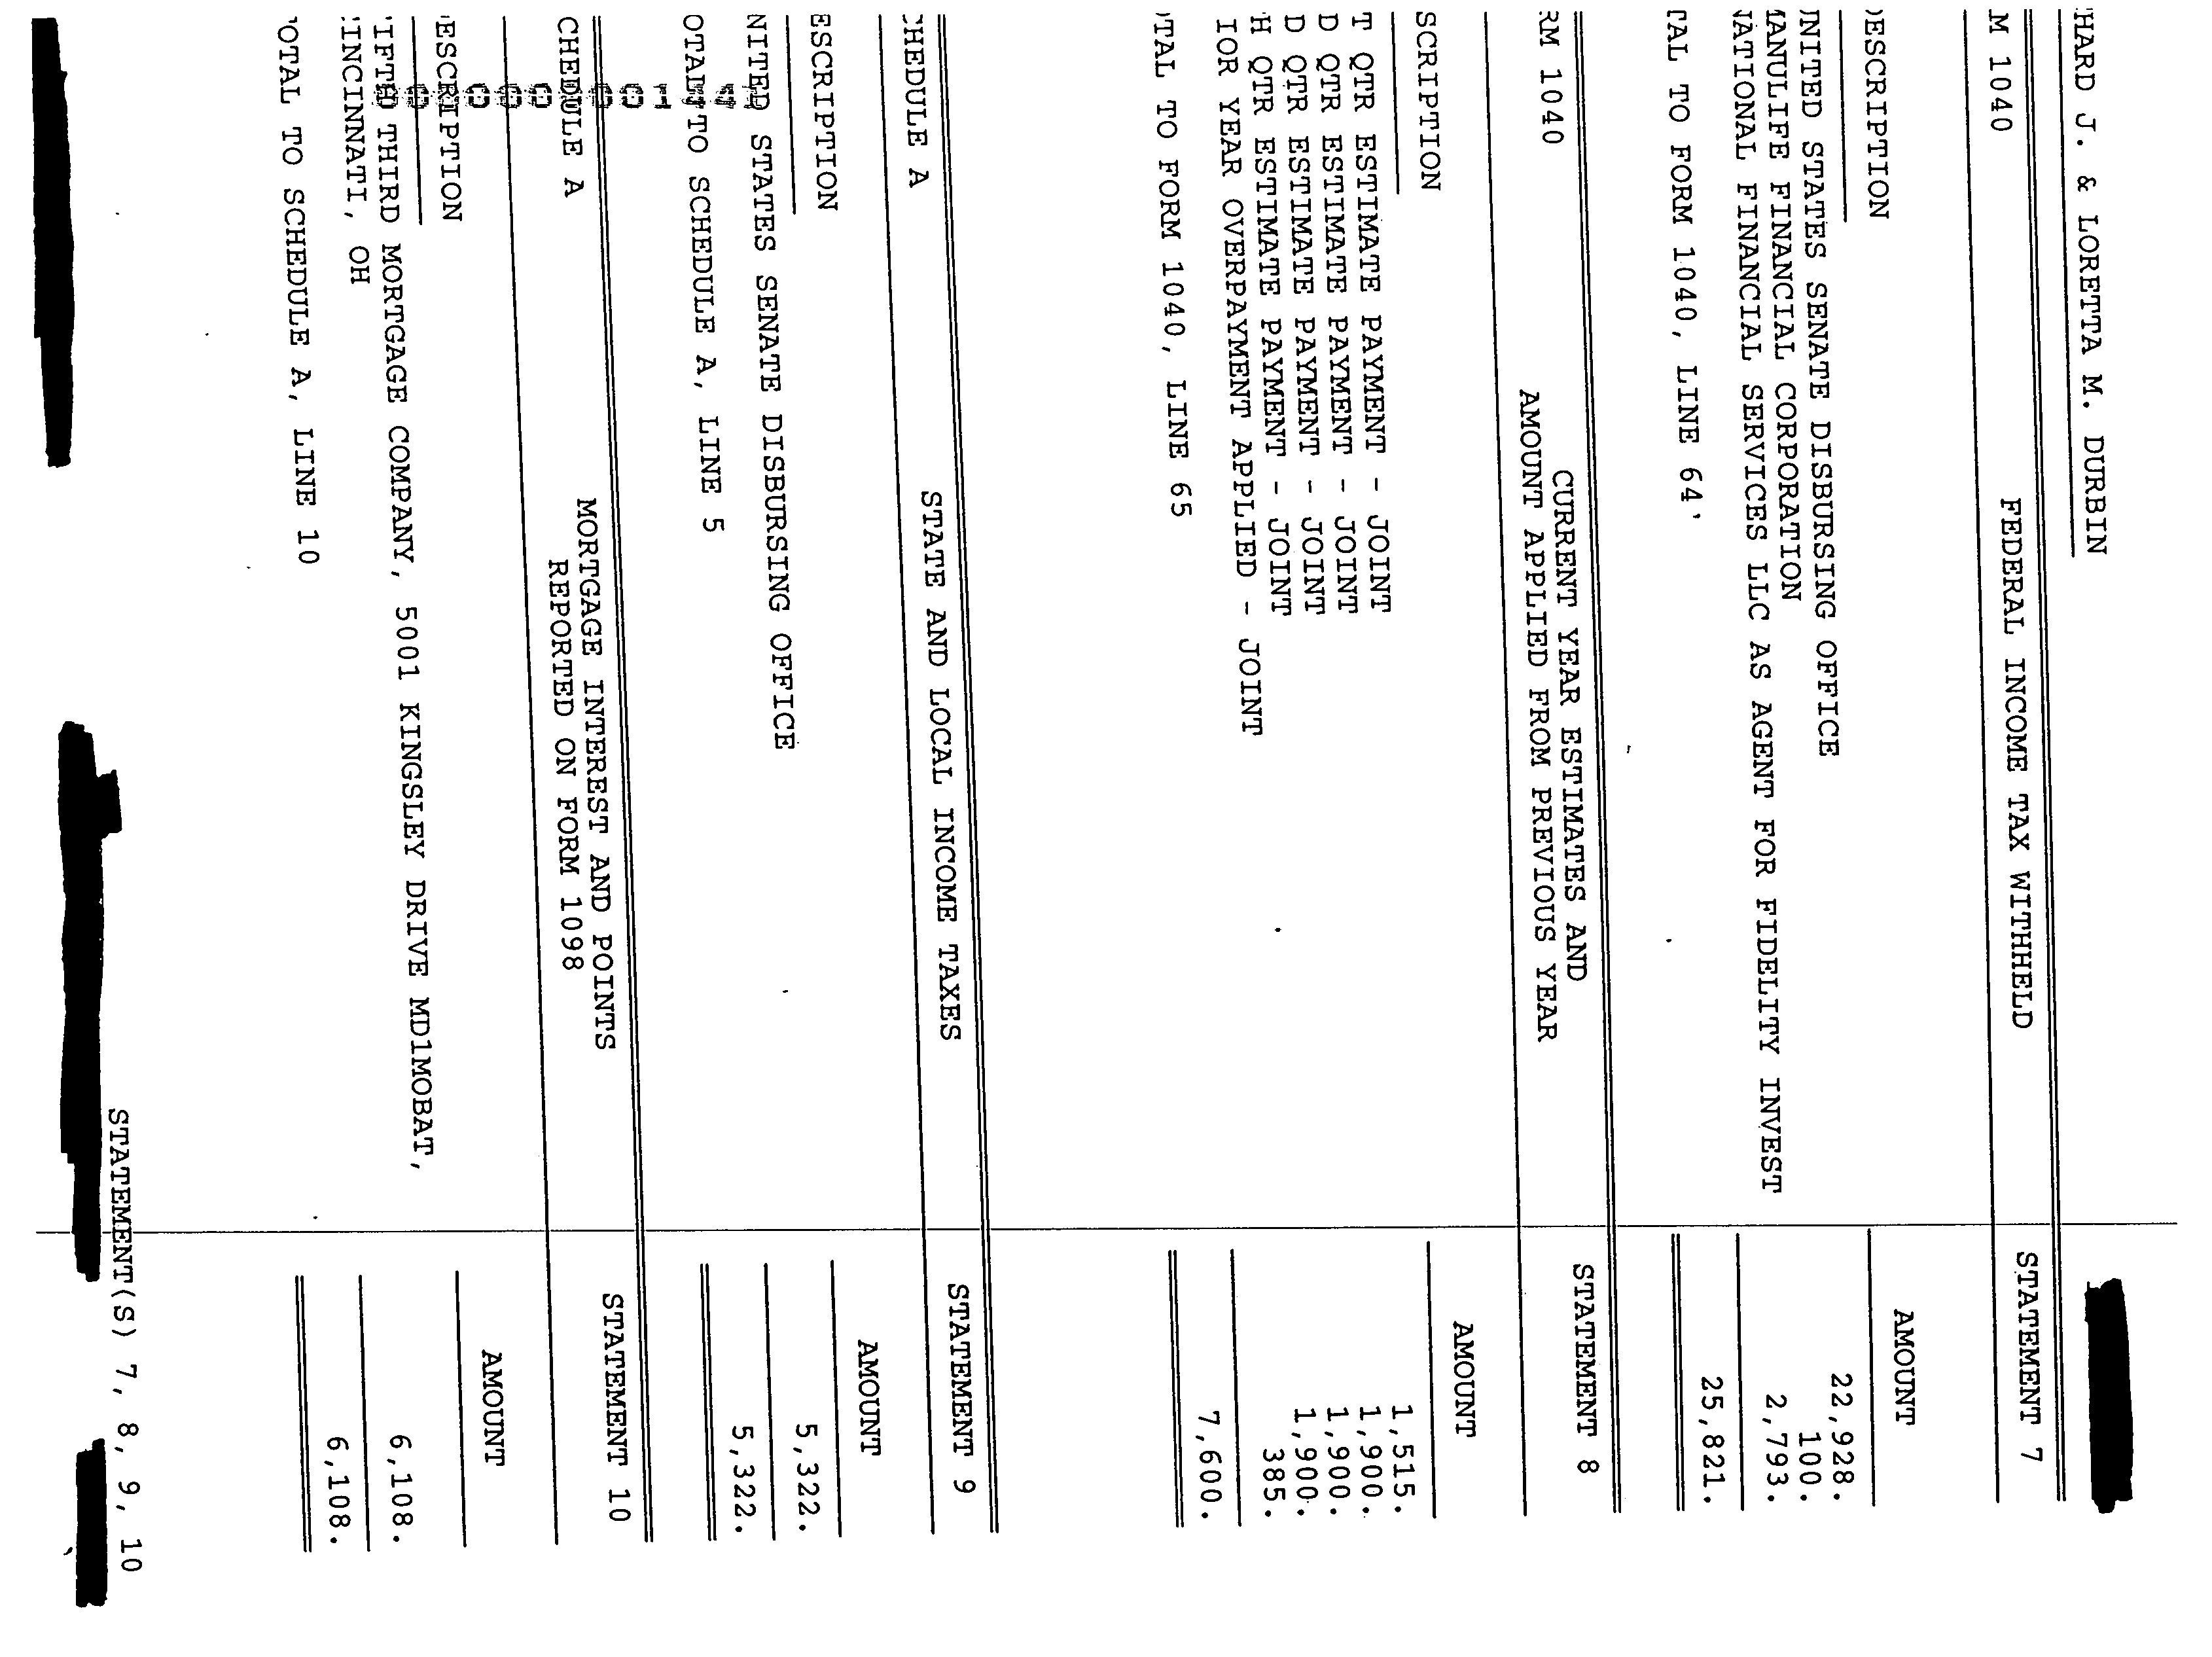 HARD J. & LORETTA M. DURBIN
M 1040 FEDERAL INCOME TAX WITHHELD STATEMENT 7
DESCRIPTION AMOUNT
UNITED STATES SENATE DISBURSING OFFICE 22,928.
MANULIFE FINANCIAL CORPORATION 100.
NATIONAL FINANCIAL SERVICES LLC AS AGENT FOR FIDELITY INVEST 2,793.
TAL TO FORM 1040, LINE 64 25,821.
RM 1040 CURRENT YEAR ESTIMATES AND STATEMENT 8
AMOUNT APPLIED FROM PREVIOUS YEAR
SCRIPTION AMOUNT
T QTR ESTIMATE PAYMENT - JOINT 1,515.
D QTR ESTIMATE PAYMENT - JOINT 1,900.
D QTR ESTIMATE PAYMENT - JOINT 1,900.
H QTR ESTIMATE PAYMENT - JOINT 1,900.
IOR YEAR OVERPAYMENT APPLIED - JOINT 385.
TAL TO FORM 1040, LINE 65 7,600.
HEDULE A STATE AND LOCAL INCOME TAXES STATEMENT 9
ESCRIPTION AMOUNT
NITED STATES SENATE DISBURSING OFFICE 5,322.
OTAL TO SCHEDULE A, LINE 5 5,322.
CHEDULE A MORTGAGE INTEREST AND POINTS STATEMENT 10
REPORTED ON FORM 1098
ESCRIPTION AMOUNT
IFTH THIRD MORTGAGE COMPANY, 5001 KINGSLEY DRIVE MD1MOBAT,
CINCINNATI, OH 6,108.
OTAL TO SCHEDULE A, LINE 10 6,108.
STATEMENT(S) 7, 8, 9, 10